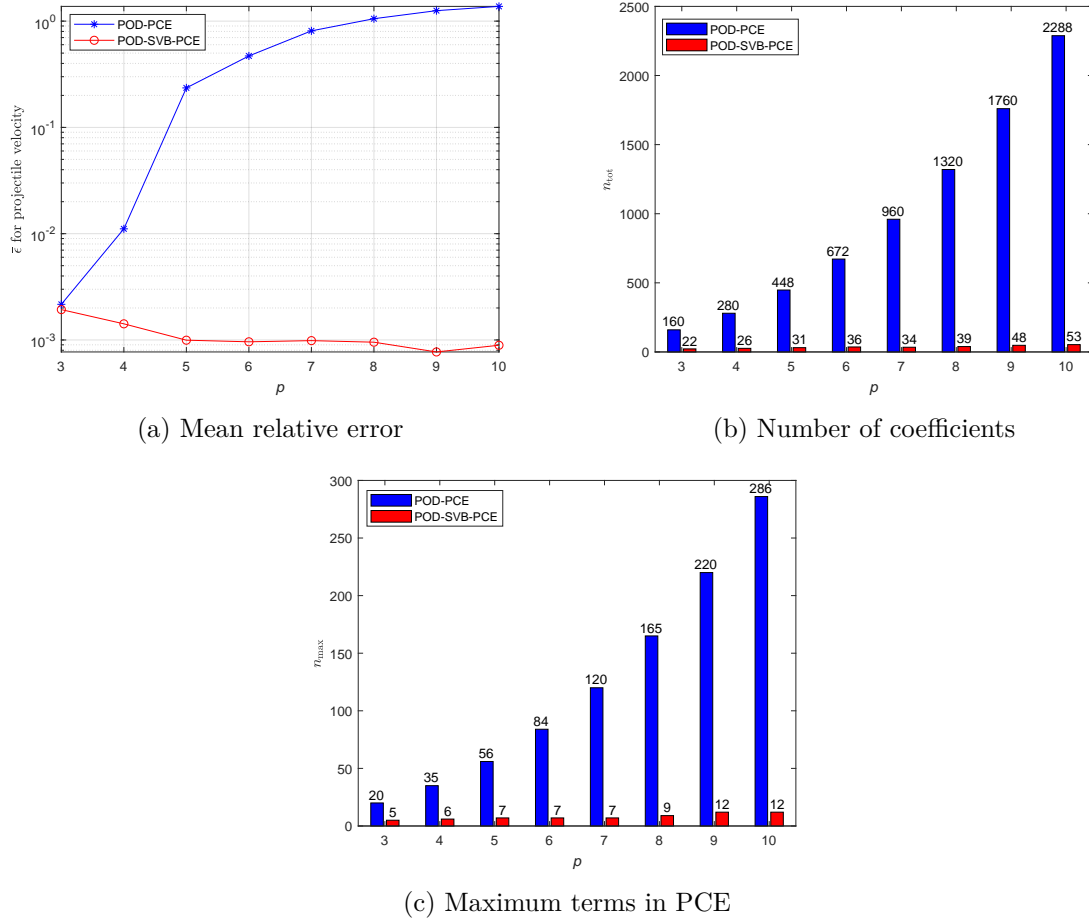 POD-PCE
POD-SVB-PCE
10⁰
10⁻¹
10⁻²
10⁻³
ϵ̄ for projectile velocity
3 4 5 6 7 8 9 10
p
(a) Mean relative error
POD-PCE
POD-SVB-PCE
2500
2000
1500
1000
500
0
n_tot
160 280 448 672 960 1320 1760 2288
22 26 31 36 34 39 48 53
3 4 5 6 7 8 9 10
p
(b) Number of coefficients
POD-PCE
POD-SVB-PCE
300
250
200
150
100
50
0
n_max
20 35 56 84 120 165 220 286
5 6 7 7 7 9 12 12
3 4 5 6 7 8 9 10
p
(c) Maximum terms in PCE